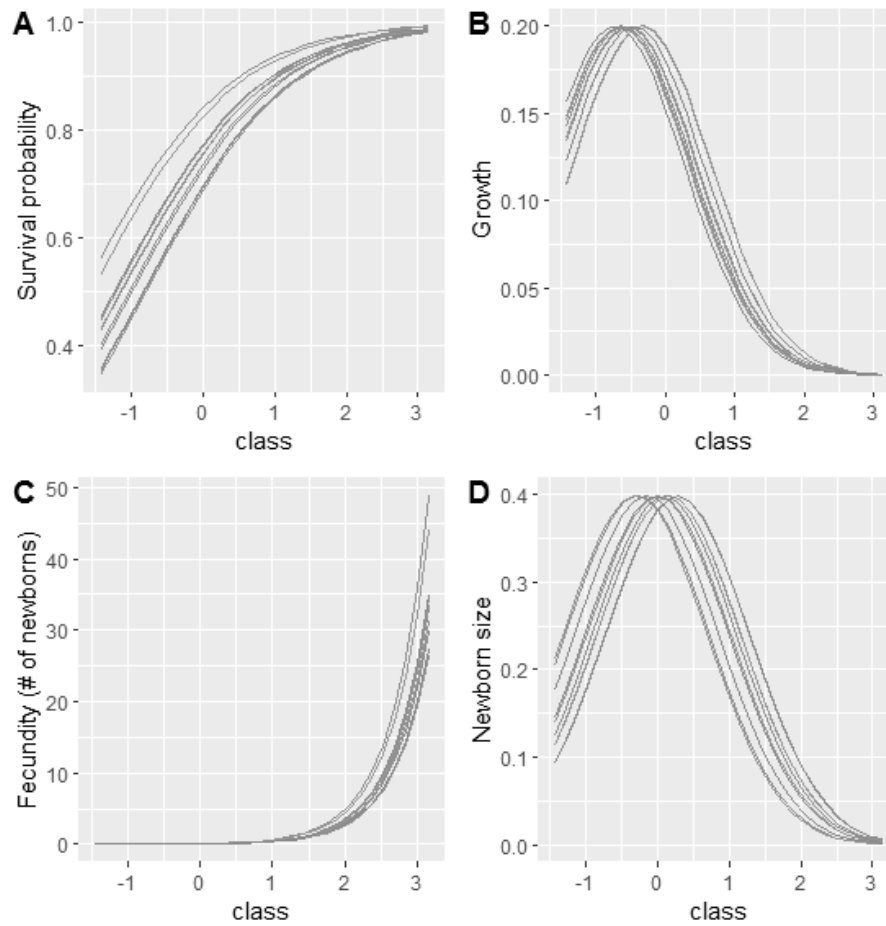 A
Survival probability
1.0
0.8
0.6
0.4
-1 0 1 2 3
class
B
Growth
0.20
0.15
0.10
0.05
0.00
-1 0 1 2 3
class
C
Fecundity (# of newborns)
50
40
30
20
10
0
-1 0 1 2 3
class
D
Newborn size
0.4
0.3
0.2
0.1
0.0
-1 0 1 2 3
class